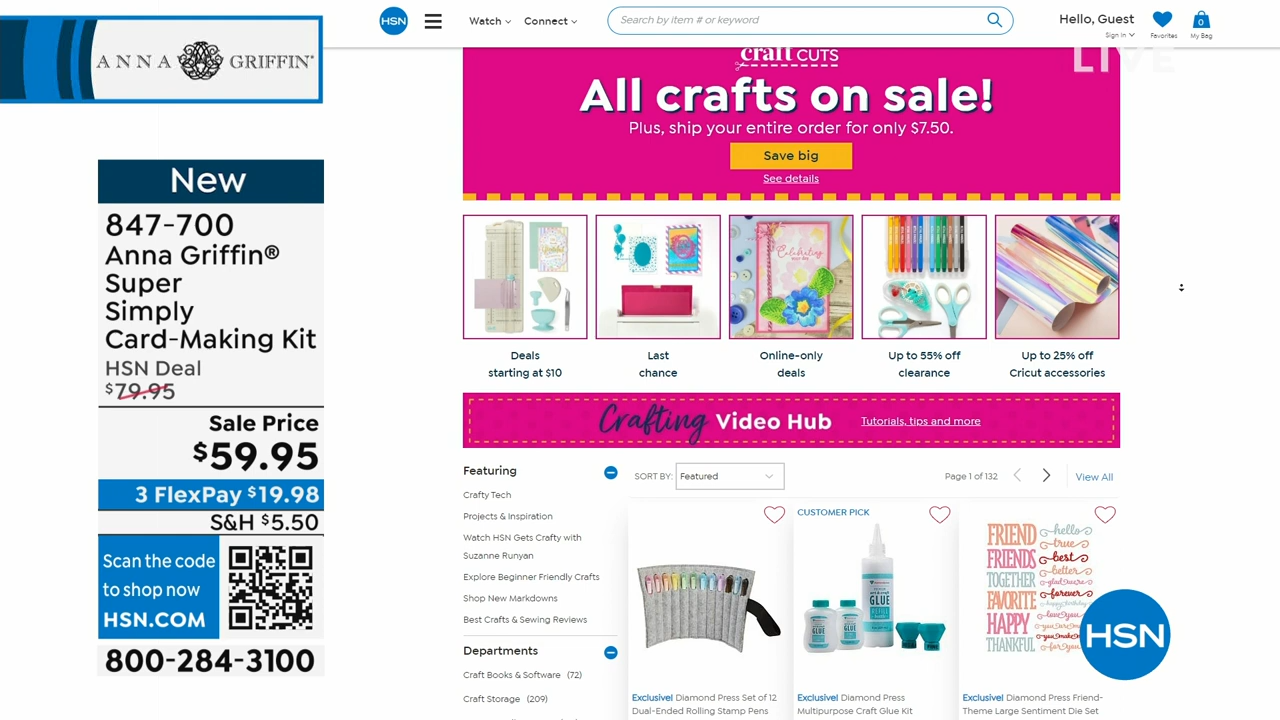 ANNA GRIFFIN®
New
847-700
Anna Griffin®
Super
Simply
Card-Making Kit
HSN Deal
$79.95
Sale Price
$59.95
3 FlexPay $19.98
S&H $5.50
Scan the code
to shop now
HSN.COM
800-284-3100
HSN
Watch
Connect
Search by item # or keyword
Hello, Guest
Sign In
Favorites
0
My Bag
LIVE
craft CUTS
All crafts on sale!
Plus, ship your entire order for only $7.50.
Save big
See details
Celebrating
Deals
starting at $10
Last
chance
Online-only
deals
Up to 55% off
clearance
Up to 25% off
Cricut accessories
Crafting Video Hub Tutorials, tips and more
Featuring
Crafty Tech
Projects & Inspiration
Watch HSN Gets Crafty with
Suzanne Runyan
Explore Beginner Friendly Crafts
Shop New Markdowns
Best Crafts & Sewing Reviews
Departments
Craft Books & Software (72)
Craft Storage (209)
SORT BY: Featured
Page 1 of 132
View All
Exclusive! Diamond Press Set of 12
Dual-Ended Rolling Stamp Pens
CUSTOMER PICK
GLUE
GLUE
GLUE
Exclusive! Diamond Press
Multipurpose Craft Glue Kit
FRIEND hello
FRIENDS true
TOGETHER best
FAVORITE better
HAPPY forever
THANKFUL
Exclusive! Diamond Press Friend-
Theme Large Sentiment Die Set
HSN